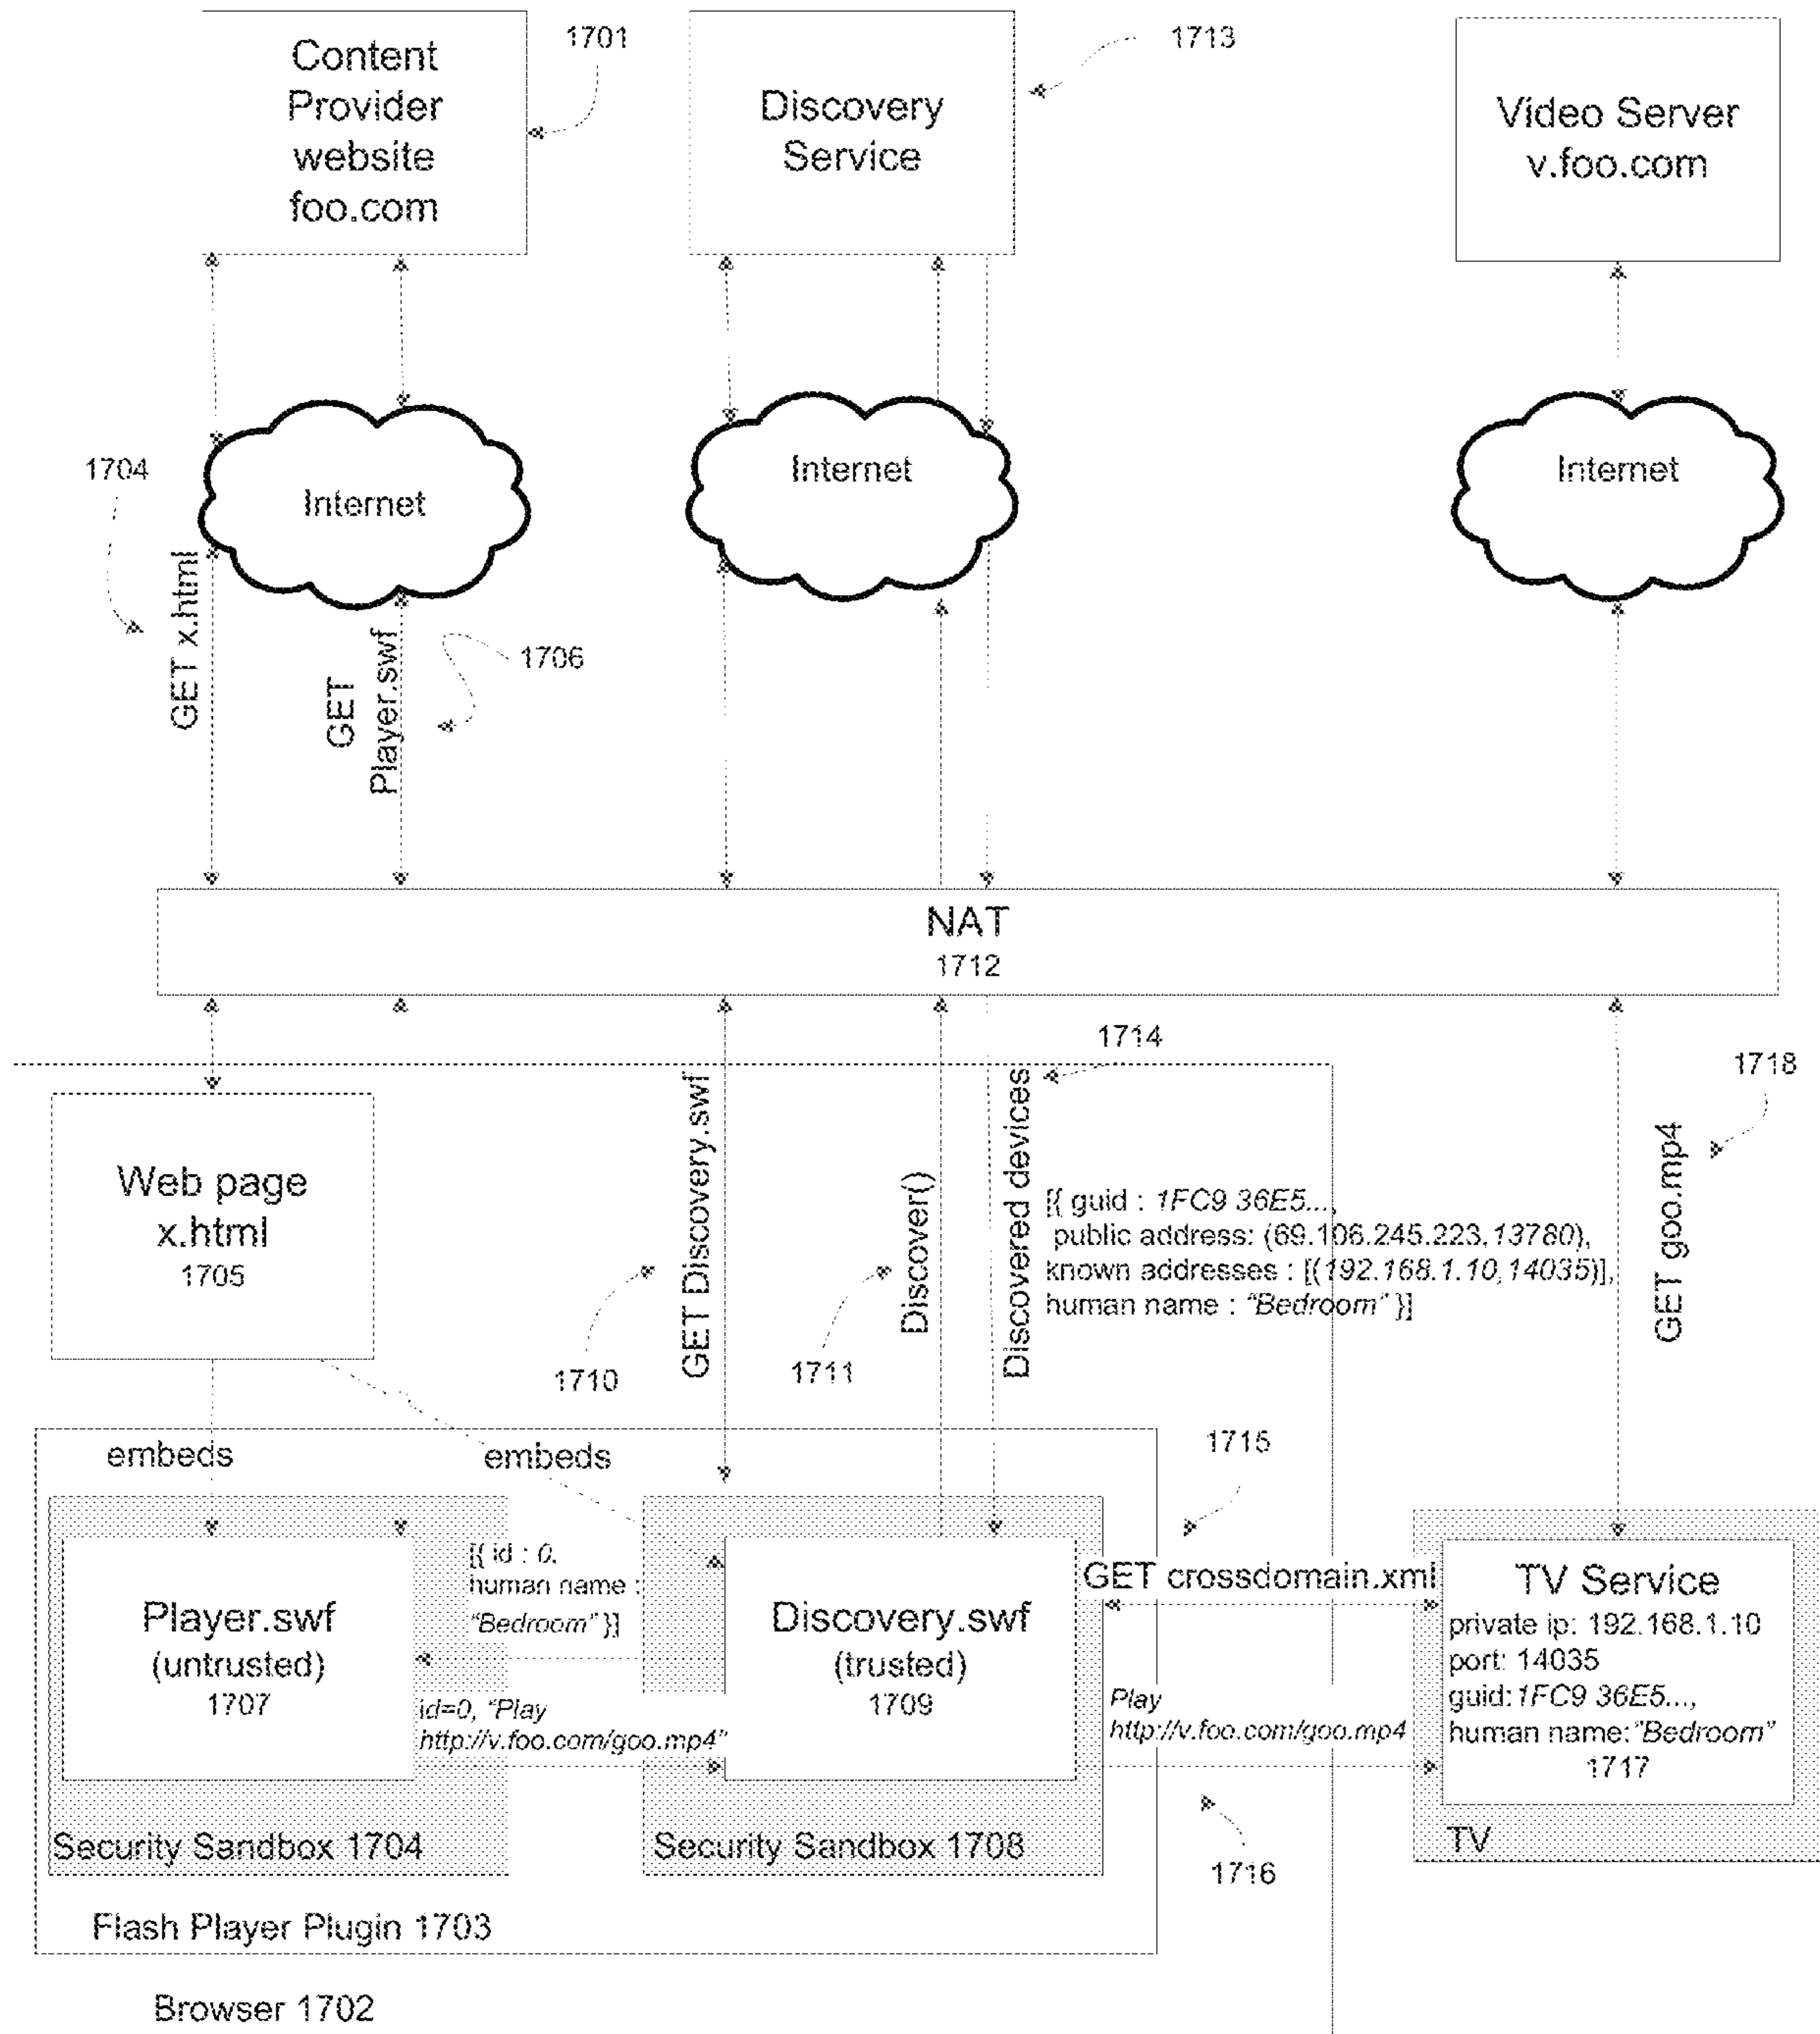 Content
Provider
website
foo.com
1701
Discovery
Service
1713
Video Server
v.foo.com
Internet
Internet
Internet
1704
GET x.html
GET
Player.swf
1706
NAT
1712
1714
1718
Web page
x.html
1705
GET Discovery.swf
1710
Discover()
1711
Discovered devices
[{ guid : 1FC9 36E5...,
public address: (69.106.245.223,13780),
known addresses : [(192.168.1.10,14035)],
human name : "Bedroom" }]
GET goo.mp4
embeds
embeds
1715
[{ id : 0,
human name :
"Bedroom" }]
Player.swf
(untrusted)
1707
id=0, "Play
http://v.foo.com/goo.mp4"
Discovery.swf
(trusted)
1709
GET crossdomain.xml
Play
http://v.foo.com/goo.mp4
TV Service
private ip: 192.168.1.10
port: 14035
guid:1FC9 36E5...,
human name:"Bedroom"
1717
Security Sandbox 1704
Security Sandbox 1708
TV
1716
Flash Player Plugin 1703
Browser 1702